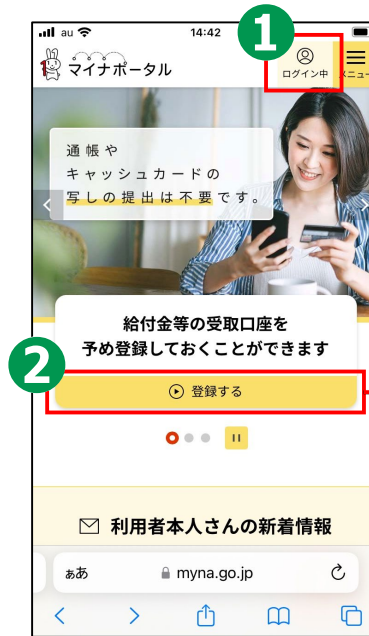 au
14:42
1
1
マイナポータル
ログイン中
メニュー
通帳や
キャッシュカードの
写しの提出は不要です。
給付金等の受取口座を
予め登録しておくことができます
2
登録する
利用者本人さんの新着情報
ぁあ
myna.go.jp